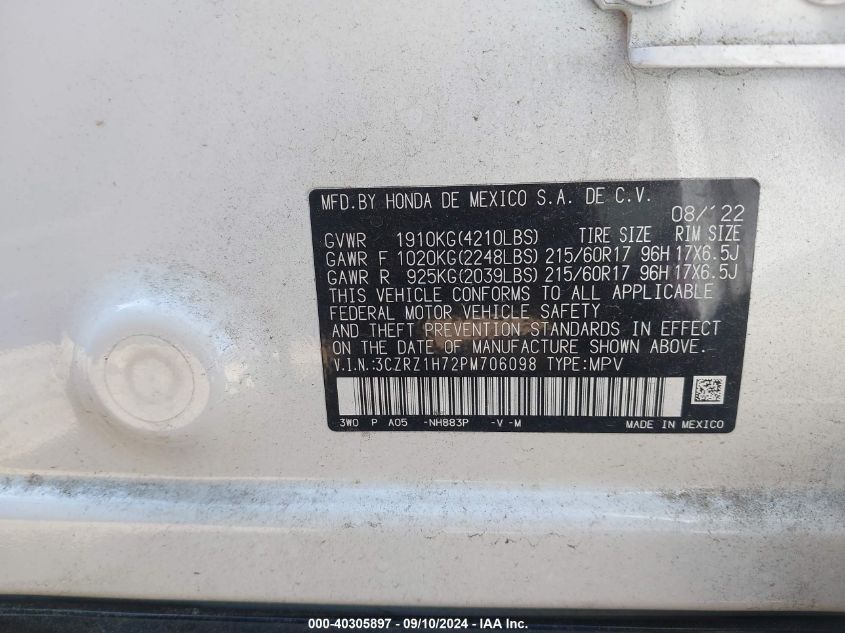 MFD.BY HONDA DE MEXICO S.A. DE C.V.
08/22
GVWR 1910KG(4210LBS) TIRE SIZE RIM SIZE
GAWR F 1020KG(2248LBS) 215/60R17 96H 17X6.5J
GAWR R 925KG(2039LBS) 215/60R17 96H 17X6.5J
THIS VEHICLE CONFORMS TO ALL APPLICABLE
FEDERAL MOTOR VEHICLE SAFETY
AND THEFT PREVENTION STANDARDS IN EFFECT
ON THE DATE OF MANUFACTURE SHOWN ABOVE.
V.I.N.:3CZRZ1H72PM706098 TYPE:MPV
3W0 P A05 -NH883P -V -M MADE IN MEXICO
000-40305897 - 09/10/2024 - IAA Inc.